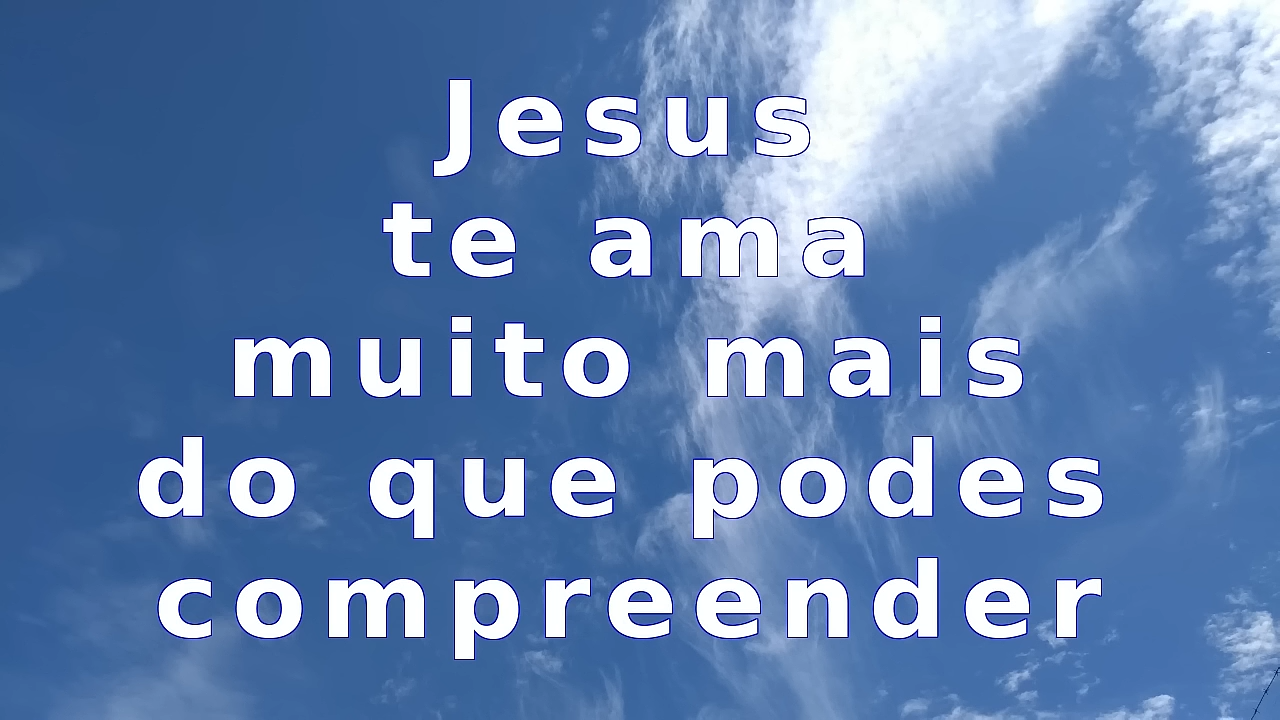 Jesus
te ama
muito mais
do que podes
compreender